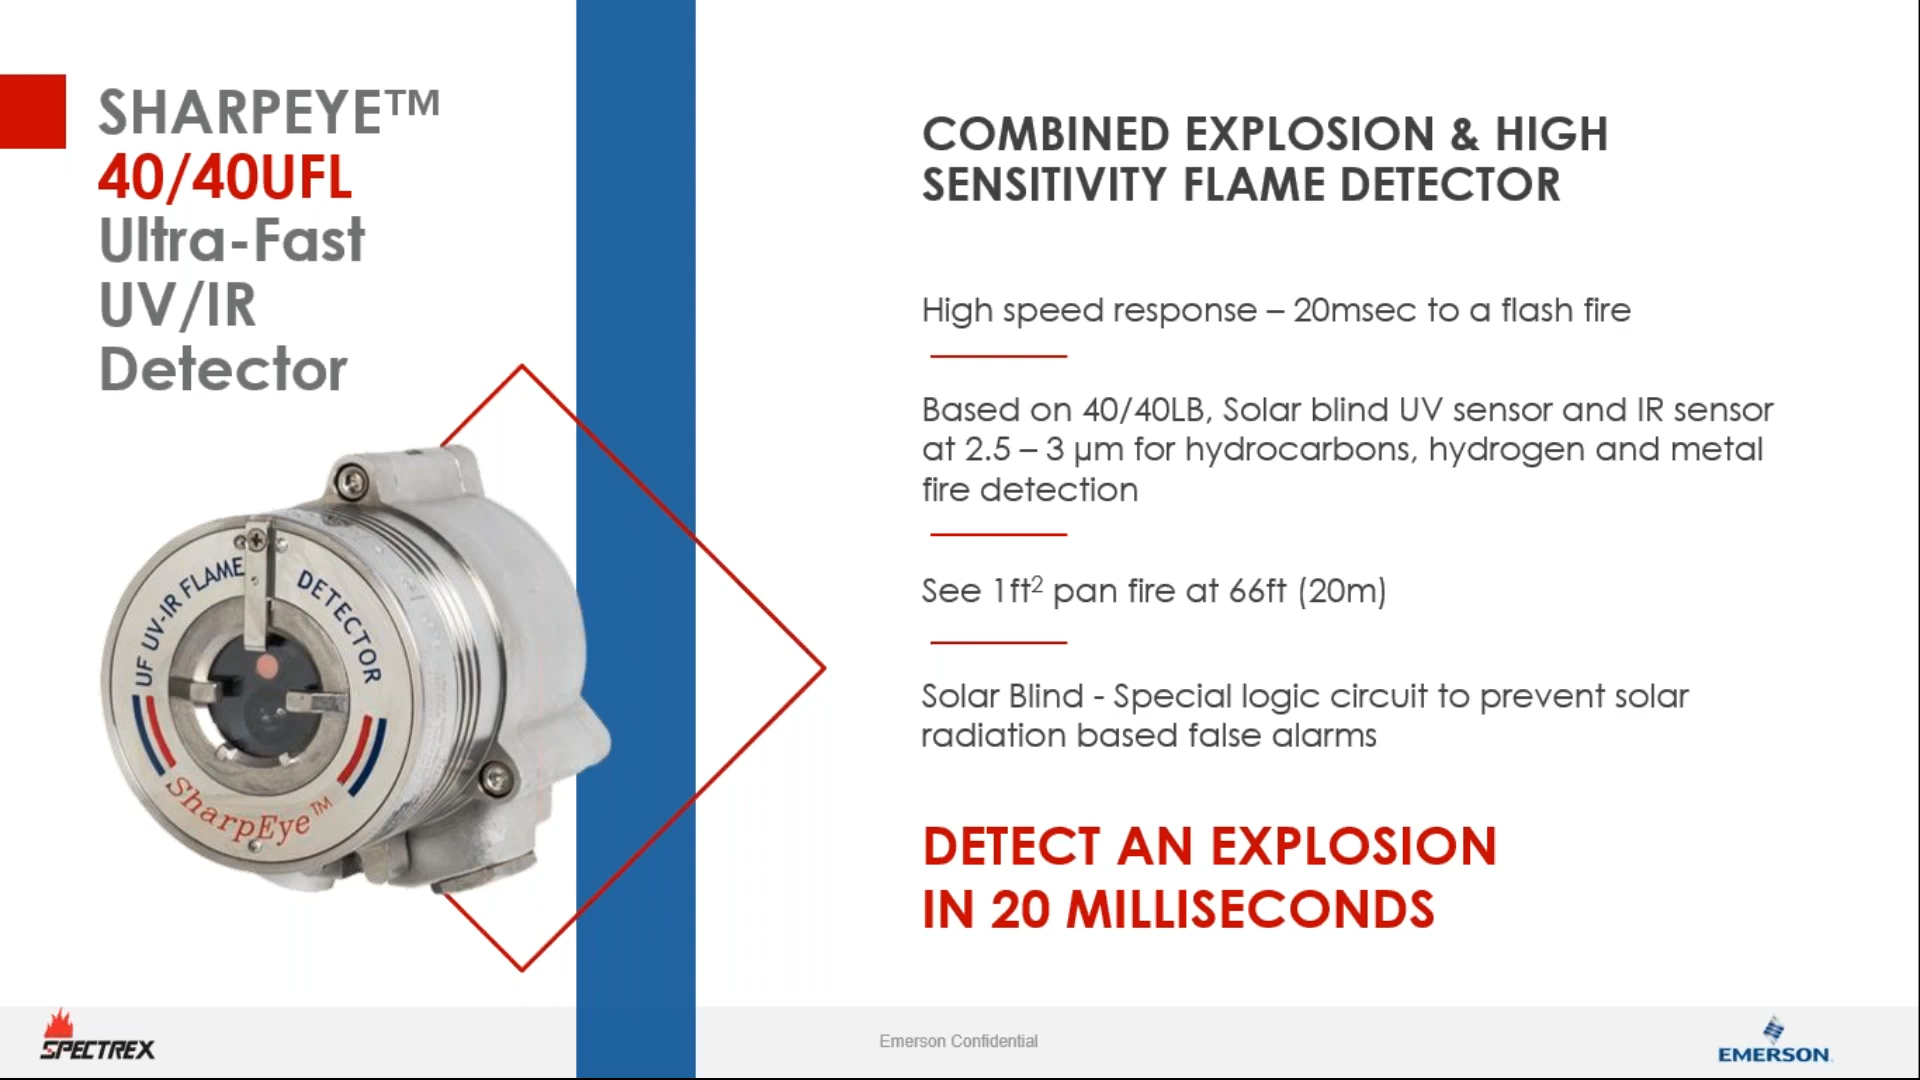 SHARPEYE™
40/40UFL
Ultra-Fast
UV/IR
Detector
UF UV-IR FLAME DETECTOR
SharpEye™
COMBINED EXPLOSION & HIGH
SENSITIVITY FLAME DETECTOR
High speed response – 20msec to a flash fire
Based on 40/40LB, Solar blind UV sensor and IR sensor
at 2.5 – 3 µm for hydrocarbons, hydrogen and metal
fire detection
See 1ft² pan fire at 66ft (20m)
Solar Blind - Special logic circuit to prevent solar
radiation based false alarms
DETECT AN EXPLOSION
IN 20 MILLISECONDS
SPECTREX
Emerson Confidential
EMERSON